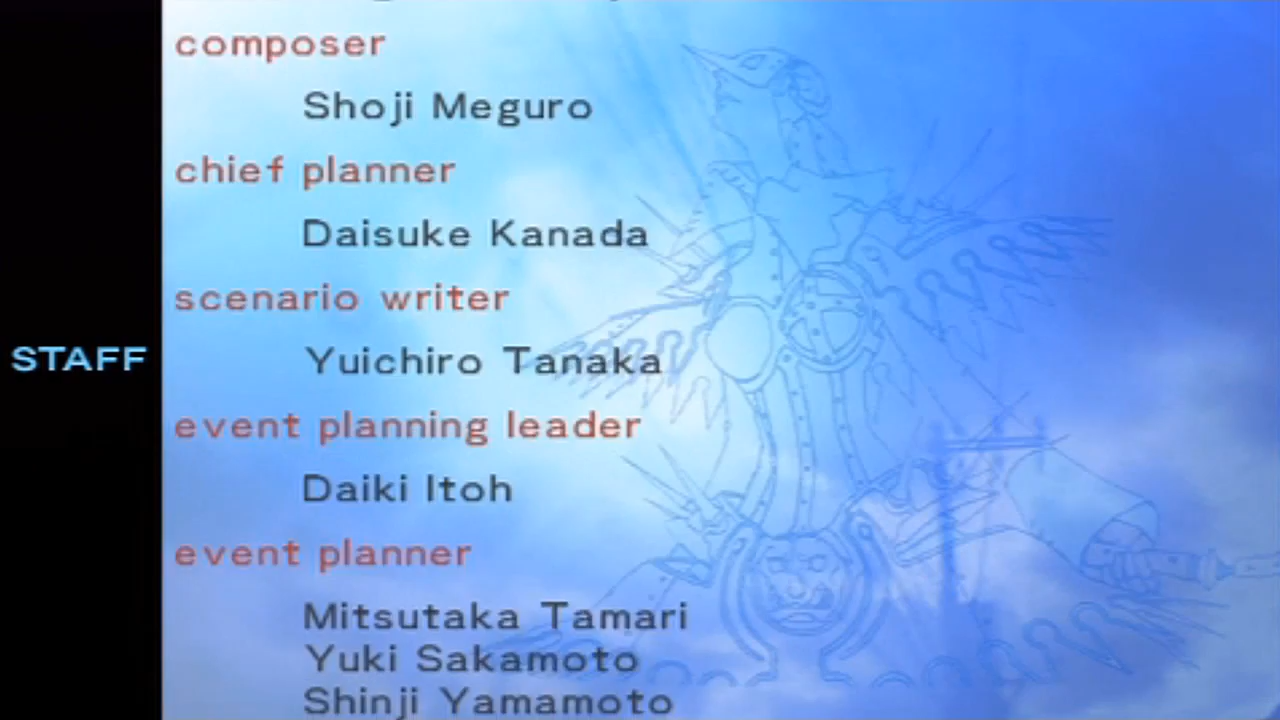 composer
Shoji Meguro
chief planner
Daisuke Kanada
scenario writer
STAFF
Yuichiro Tanaka
event planning leader
Daiki Itoh
event planner
Mitsutaka Tamari
Yuki Sakamoto
Shinji Yamamoto